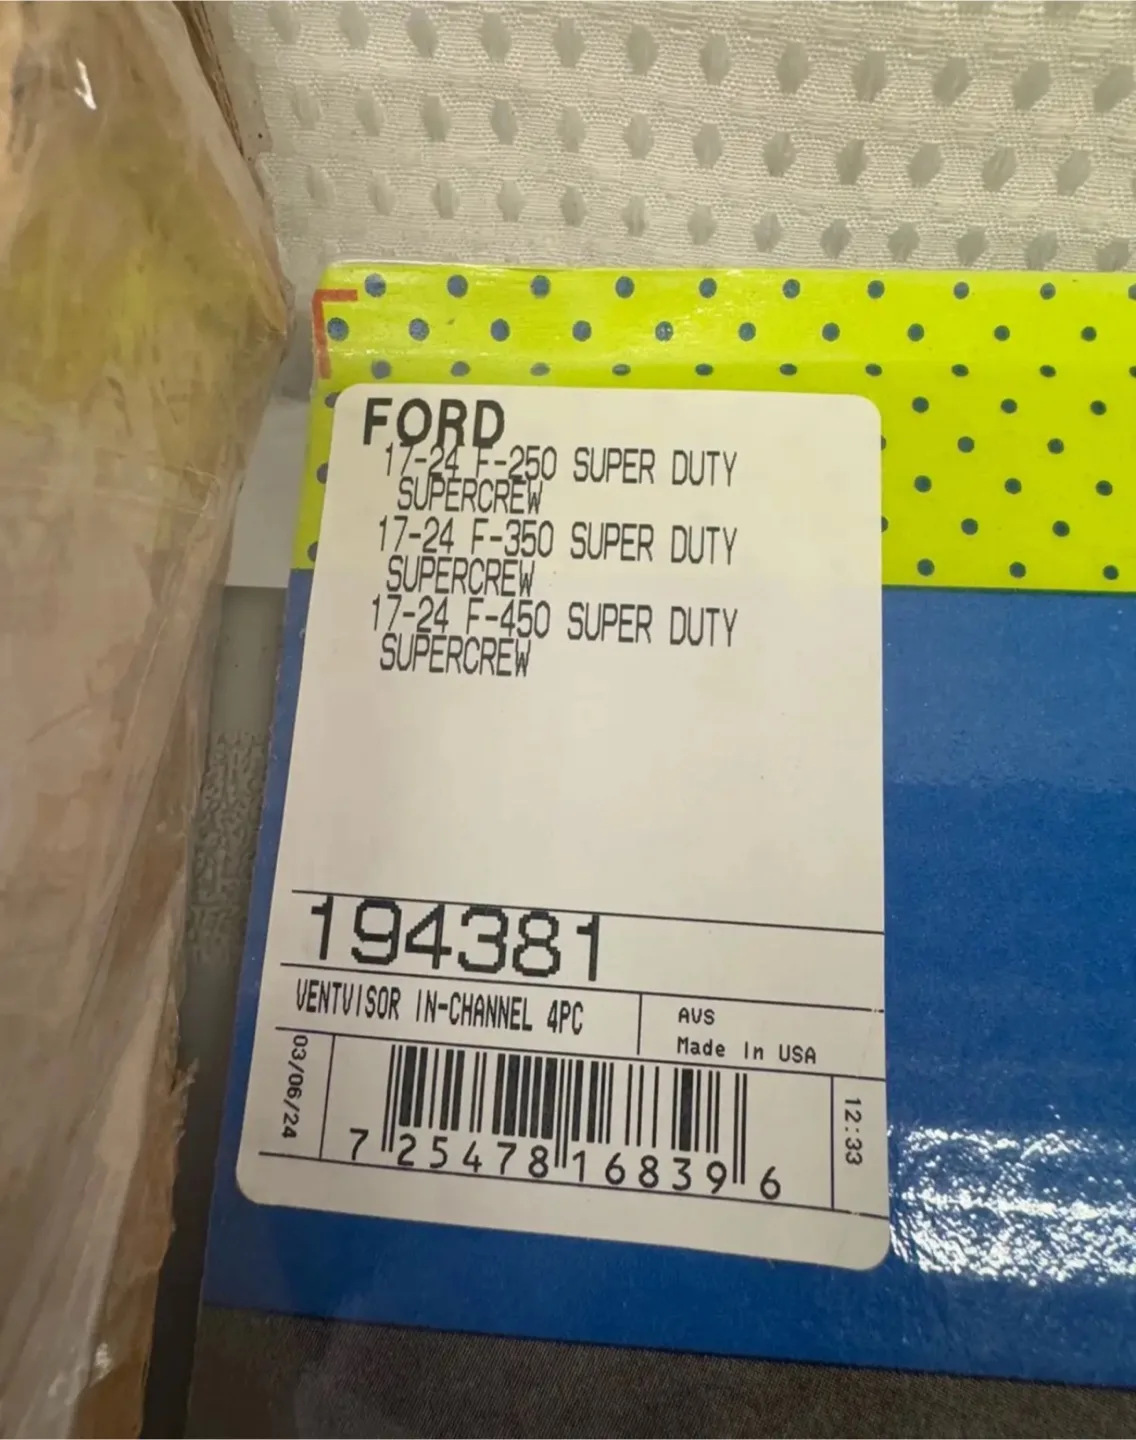 FORD
17-24 F-250 SUPER DUTY
SUPERCREW
17-24 F-350 SUPER DUTY
SUPERCREW
17-24 F-450 SUPER DUTY
SUPERCREW
194381
VENTVISOR IN-CHANNEL 4PC
AVS
Made In USA
03/06/24
7 25478 16839 6
12:33